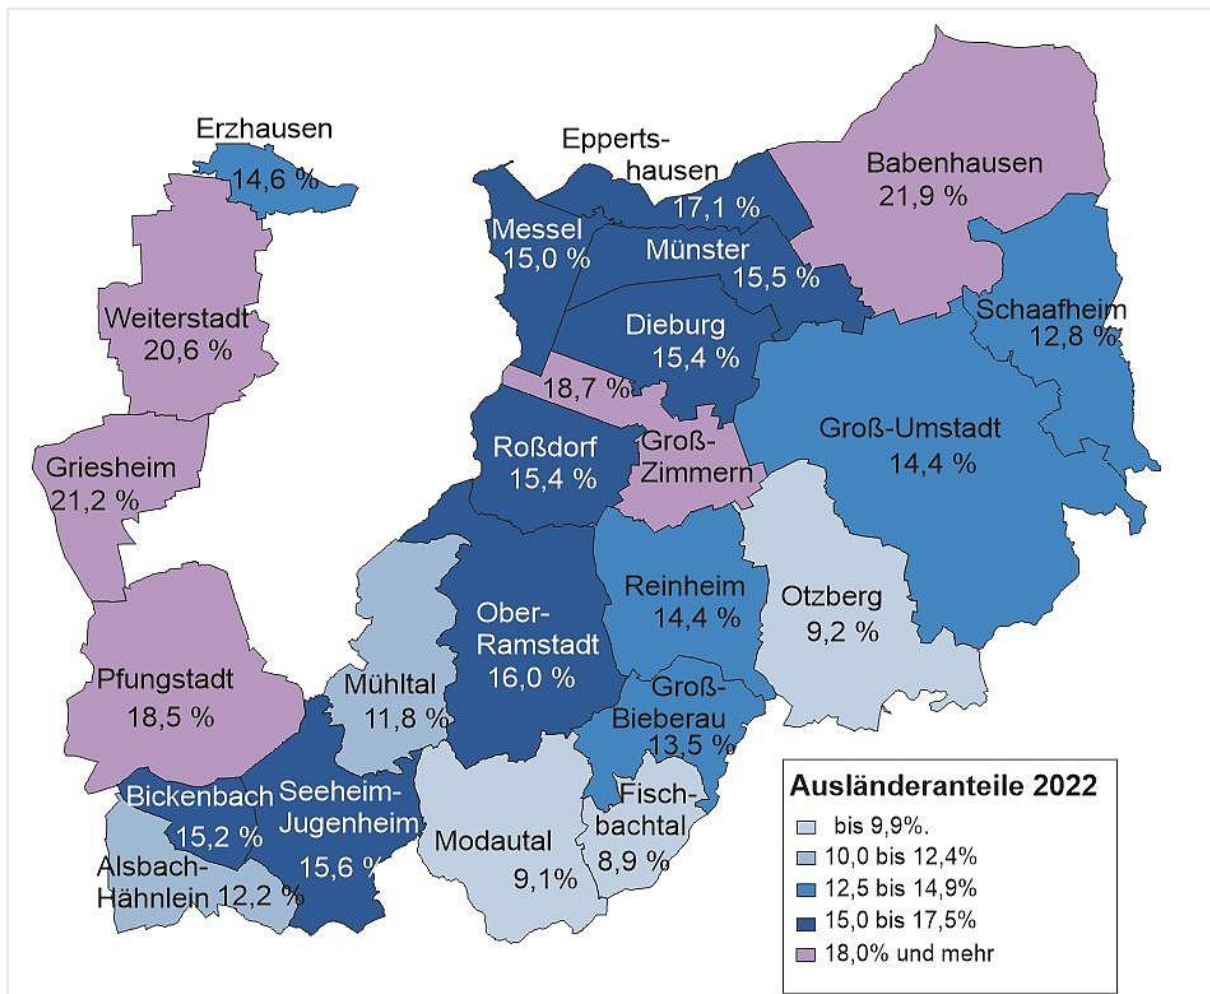 Erzhausen
14,6 %
Epperts-
hausen
17,1 %
Babenhausen
21,9 %
Messel
15,0 %
Münster
15,5 %
Weiterstadt
20,6 %
Dieburg
15,4 %
Schaafheim
12,8 %
18,7 %
Groß-
Zimmern
Griesheim
21,2 %
Roßdorf
15,4 %
Groß-Umstadt
14,4 %
Reinheim
14,4 %
Otzberg
9,2 %
Ober-
Ramstadt
16,0 %
Pfungstadt
18,5 %
Mühltal
11,8 %
Groß-
Bieberau
13,5 %
Bickenbach
15,2 %
Seeheim-
Jugenheim
15,6 %
Modautal
9,1%
Fisch-
bachtal
8,9 %
Alsbach-
Hähnlein
12,2 %
Ausländeranteile 2022
bis 9,9%.
10,0 bis 12,4%
12,5 bis 14,9%
15,0 bis 17,5%
18,0% und mehr